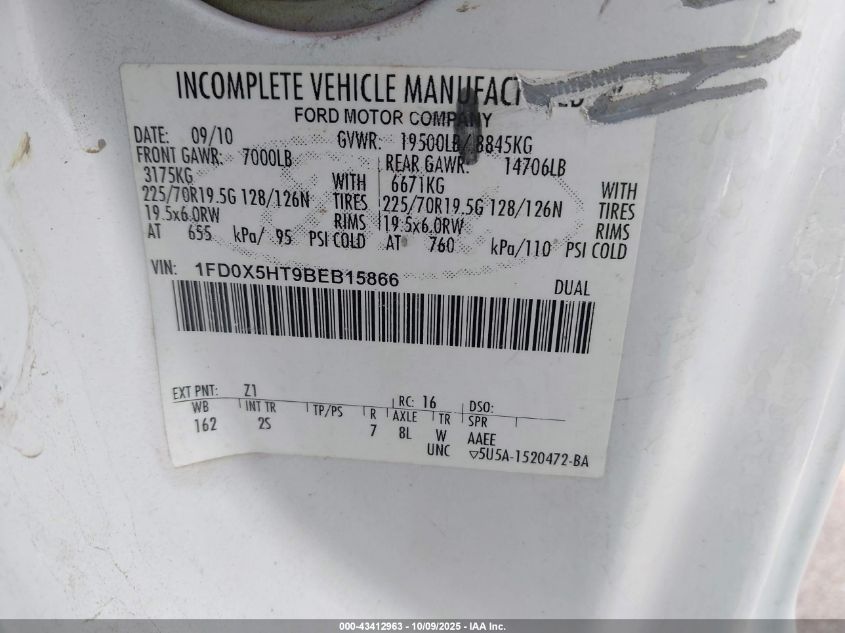 INCOMPLETE VEHICLE MANUFACT ED
FORD MOTOR COMPANY
DATE: 09/10 GVWR: 19500LB/ 8845KG
FRONT GAWR: 7000LB REAR GAWR: 14706LB
3175KG WITH 6671KG WITH
225/70R19.5G 128/126N TIRES 225/70R19.5G 128/126N TIRES
19.5x6.0RW RIMS 19.5x6.0RW RIMS
AT 655 kPa/ 95 PSI COLD AT 760 kPa/110 PSI COLD
VIN: 1FD0X5HT9BEB15866
DUAL
EXT PNT: Z1 RC: 16 DSO:
WB INT TR TP/PS R AXLE TR SPR
162 2S 7 8L W AAEE
UNC ▽5U5A-1520472-BA
000-43412963 - 10/09/2025 - IAA Inc.